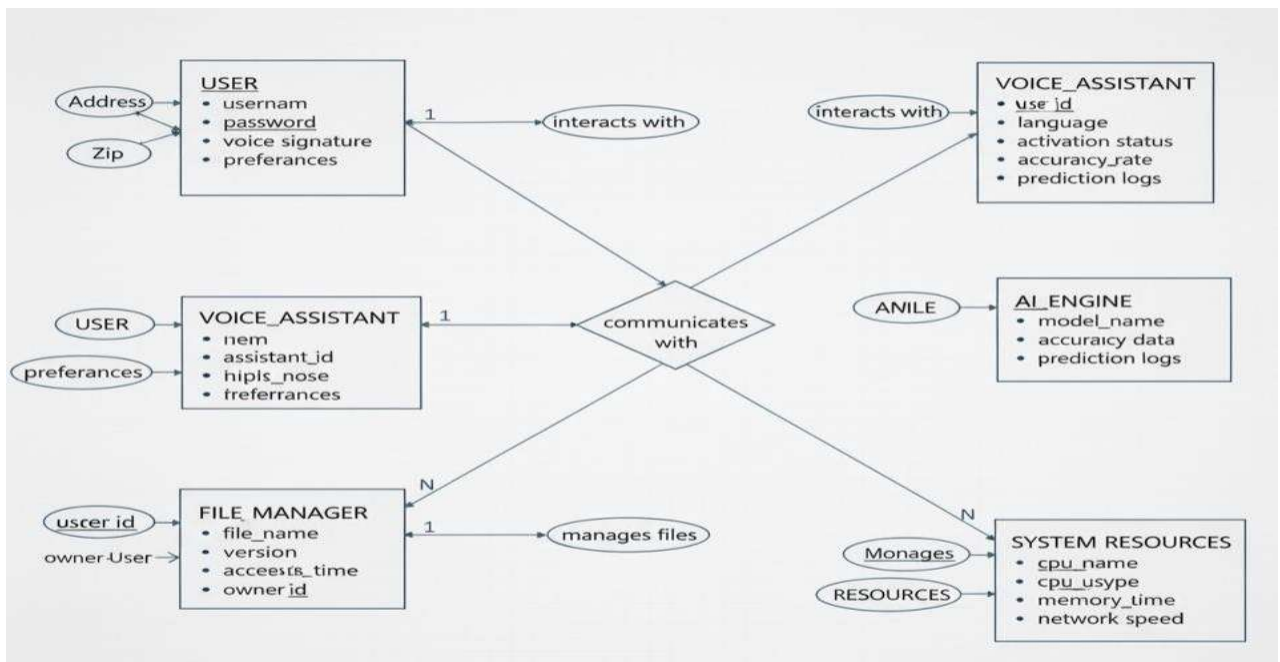 Address
Zip
USER
• usernam
• password
• voice signature
• preferances
1
interacts with
interacts with
VOICE_ASSISTANT
• use id
• language
• activation status
• accuraıcy_rate
• prediction logs
USER
preferances
VOICE_ASSISTANT
• nem
• assistant_id
• hipls_nose
• freferrances
1
communicates
with
ANILE
AI_ENGINE
• model_name
• accuraıcy data
• prediction logs
N
uscer id
owner-User
FILE_MANAGER
• file_name
• version
• _time
• owner id
1
manages files
N
Monages
RESOURCES
SYSTEM RESOURCES
• cpu_name
• cpu_usype
• memory_time
• network speed